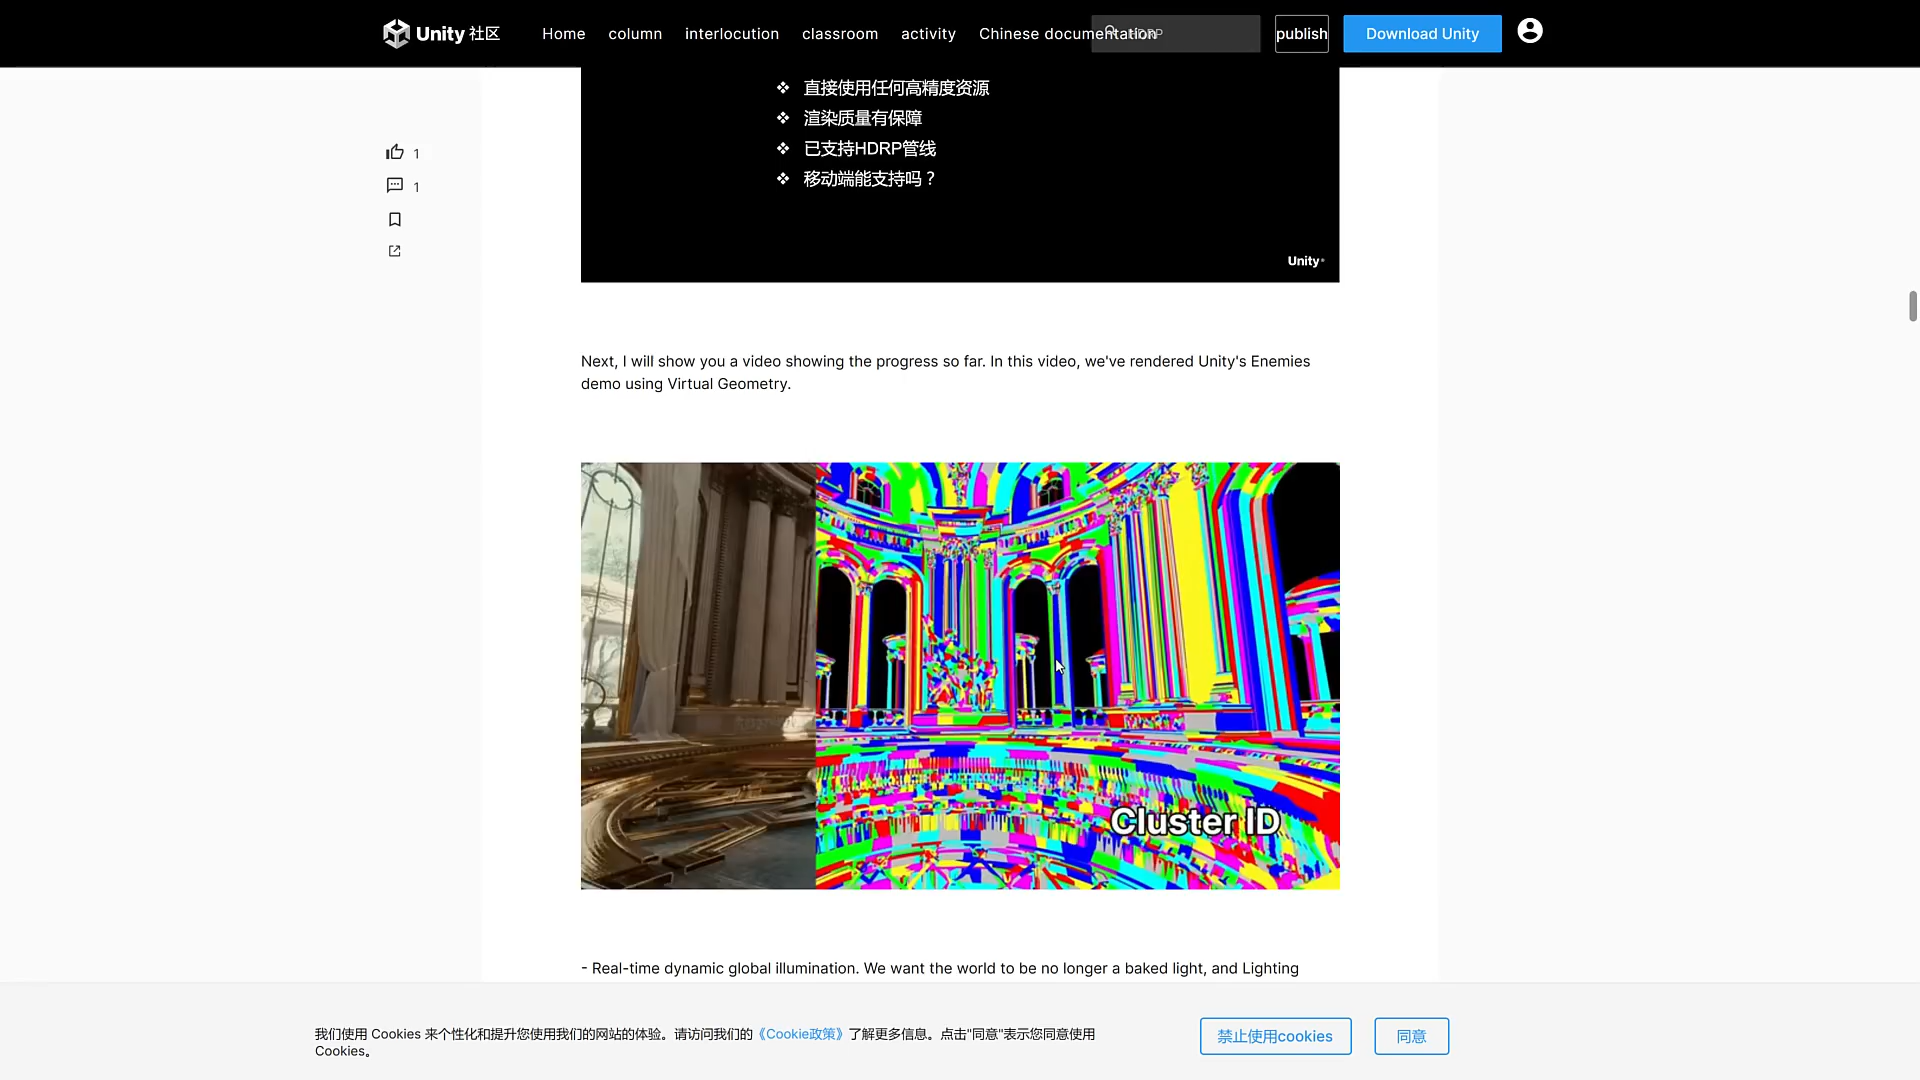 Unity 社区
Home column interlocution classroom activity Chinese documentation
publish
Download Unity
直接使用任何高精度资源
渲染质量有保障
已支持HDRP管线
移动端能支持吗？
Unity
1
1
Next, I will show you a video showing the progress so far. In this video, we've rendered Unity's Enemies
demo using Virtual Geometry.
Cluster ID
- Real-time dynamic global illumination. We want the world to be no longer a baked light, and Lighting
我们使用 Cookies 来个性化和提升您使用我们的网站的体验。请访问我们的《Cookie政策》了解更多信息。点击"同意"表示您同意使用
Cookies。
禁止使用cookies
同意